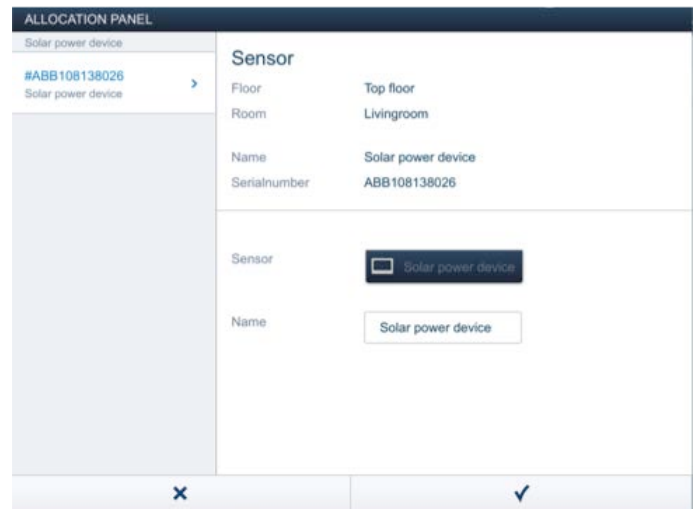 ALLOCATION PANEL
Solar power device
#ABB108138026
Solar power device
Sensor
Floor Top floor
Room Livingroom
Name Solar power device
Serialnumber ABB108138026
Sensor Solar power device
Name Solar power device